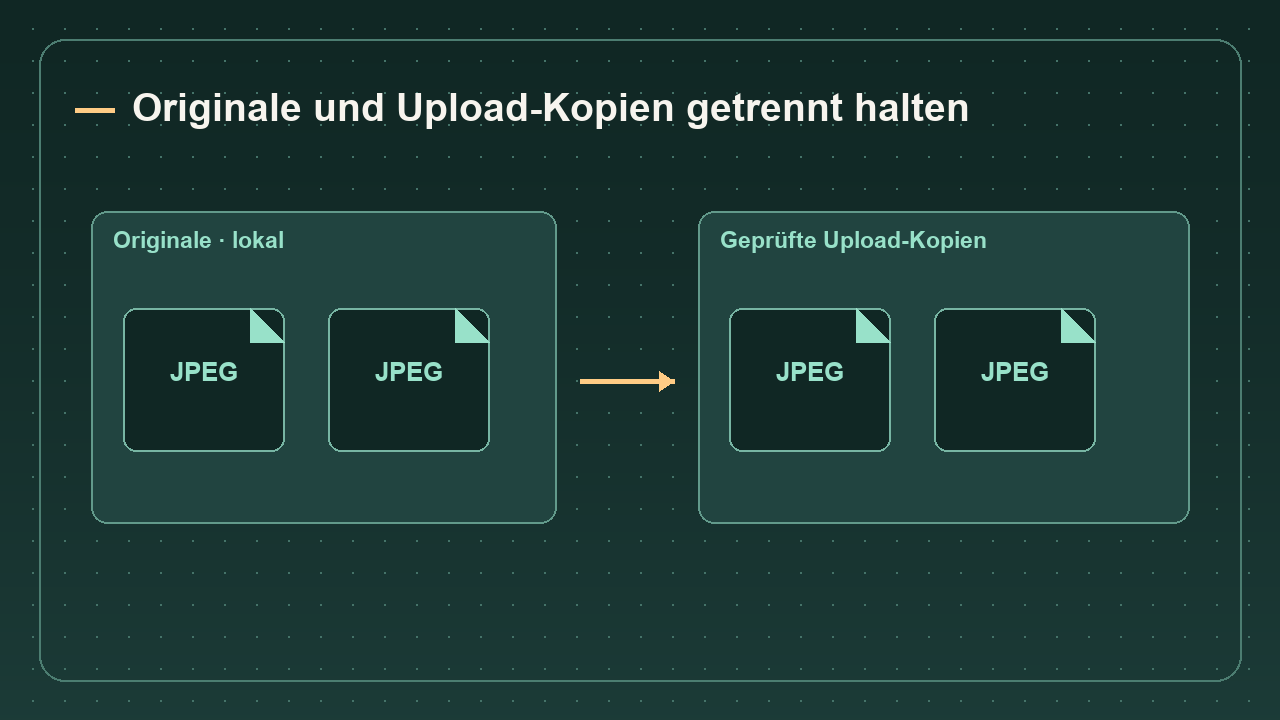 Originale und Upload-Kopien getrennt halten
Originale · lokal
JPEG
JPEG
Geprüfte Upload-Kopien
JPEG
JPEG